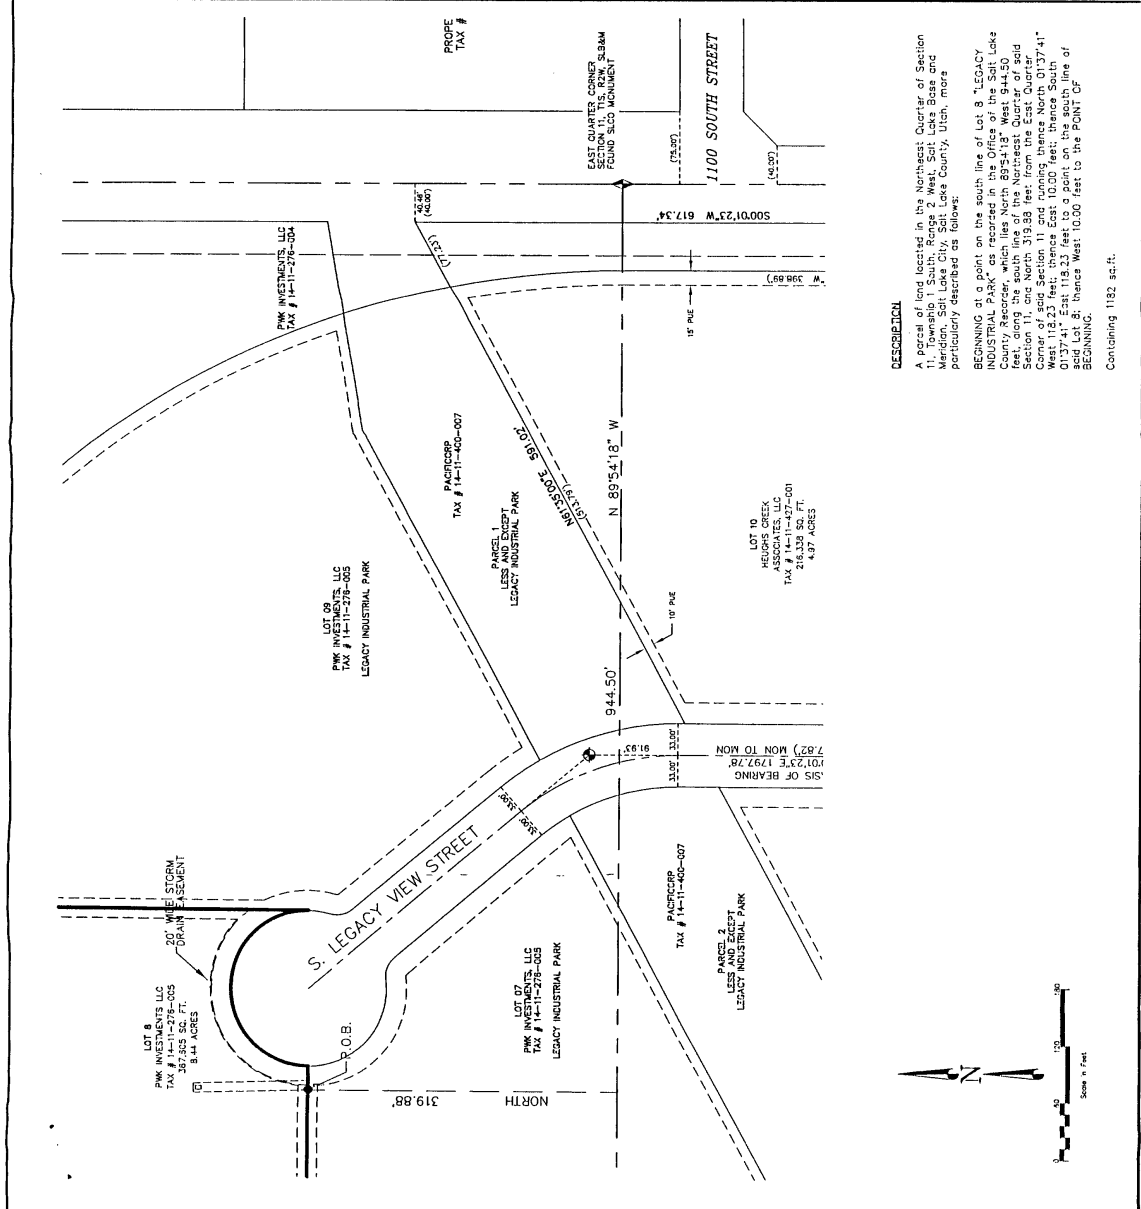 PROPE
TAX #
EAST QUARTER CORNER
SECTION 11, T1S, R2W, SLB&M
FOUND SLCO MONUMENT
(75.00')
1100 SOUTH STREET
(40.00')
40.46'
(40.00')
S00°01'23"W 617.34'
(77.23')
"W 398.89')
15' PUE
PWK INVESTMENTS, LLC
TAX # 14-11-276-004
PACIFICORP
TAX # 14-11-400-007
PARCEL 1
LESS AND EXCEPT
LEGACY INDUSTRIAL PARK
N61°35'00"E 591.02'
(513.79')
N 89°54'18" W
944.50'
10' PUE
LOT 10
HEUGHS CREEK
ASSOCIATES, LLC
TAX # 14-11-427-001
216,338 SQ. FT.
4.97 ACRES
LOT 09
PWK INVESTMENTS, LLC
TAX # 14-11-276-005
LEGACY INDUSTRIAL PARK
91.93'
33.00'
33.00'
7.82') MON TO MON
0°01'23"E 1797.78'
SIS OF BEARING
33.00'
33.00'
S. LEGACY VIEW STREET
20' WIDE STORM
DRAIN EASEMENT
LOT 8
PWK INVESTMENTS LLC
TAX # 14-11-276-005
367,605 SQ. FT.
8.44 ACRES
P.O.B.
LOT 07
PWK INVESTMENTS, LLC
TAX # 14-11-276-005
LEGACY INDUSTRIAL PARK
PACIFICORP
TAX # 14-11-400-007
PARCEL 2
LESS AND EXCEPT
LEGACY INDUSTRIAL PARK
NORTH 319.88'
DESCRIPTION
A parcel of land located in the Northeast Quarter of Section
11, Township 1 South, Range 2 West, Salt Lake Base and
Meridian, Salt Lake City, Salt Lake County, Utah, more
particularly described as follows:
BEGINNING at a point on the south line of Lot 8 "LEGACY
INDUSTRIAL PARK" as recorded in the Office of the Salt Lake
County Recorder, which lies North 89°54'18" West 944.50
feet, along the south line of the Northeast Quarter of said
Section 11, and North 319.88 feet from the East Quarter
Corner of said Section 11 and running thence North 01°37'41"
West 118.23 feet; thence East 10.00 feet; thence South
01°37'41" East 118.23 feet to a point on the south line of
said Lot 8; thence West 10.00 feet to the POINT OF
BEGINNING.
Containing 1182 sq.ft.
N
0 60 120 180
Scale in Feet